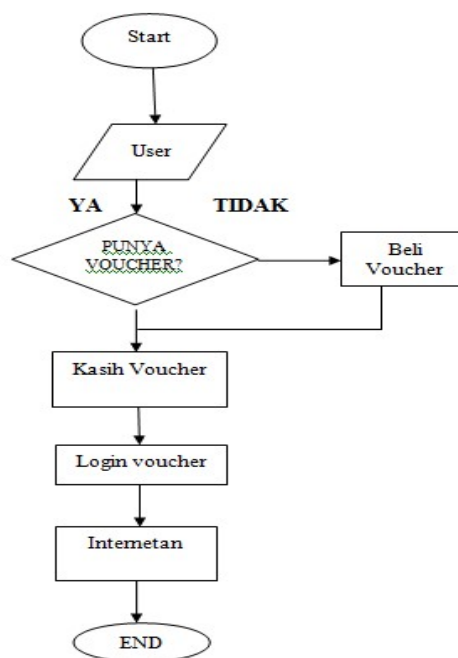 Start
User
YA TIDAK
PUNYA
VOUCHER?
Beli
Voucher
Kasih Voucher
Login voucher
Internetan
END